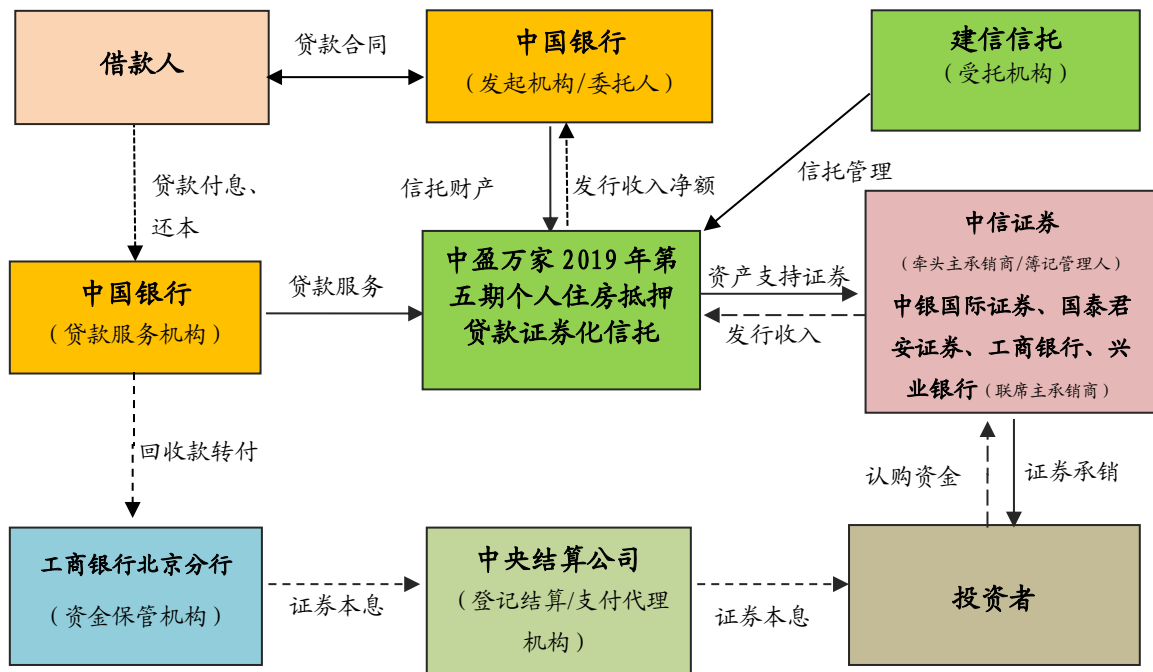 借款人
贷款合同
中国银行
（发起机构/委托人）
建信信托
（受托机构）
贷款付息、
还本
信托财产
发行收入净额
信托管理
中国银行
（贷款服务机构）
贷款服务
中盈万家 2019 年第
五期个人住房抵押
贷款证券化信托
资产支持证券
发行收入
中信证券
（牵头主承销商/薄记管理人）
中银国际证券、国泰君
安证券、工商银行、兴
业银行（联席主承销商）
回收款转付
认购资金
证券承销
工商银行北京分行
（资金保管机构）
证券本息
中央结算公司
（登记结算/支付代理
机构）
证券本息
投资者